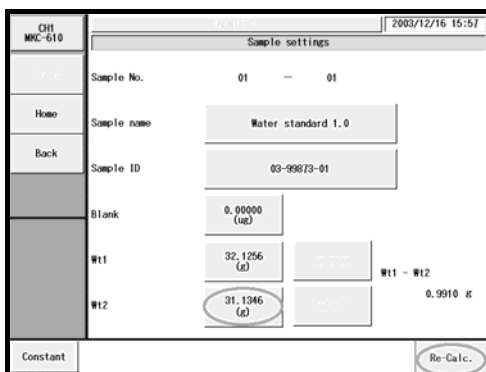 CH1
MKC-610
2003/12/16 15:57
Sample settings
Sample No. 01 — 01
Home
Sample name Water standard 1.0
Back
Sample ID 03-99873-01
Blank 0.00000
(ug)
Wt1 32.1256
(g)
Wt1 - Wt2
Wt2 31.1346
(g)
0.9910 g
Constant
Re-Calc.